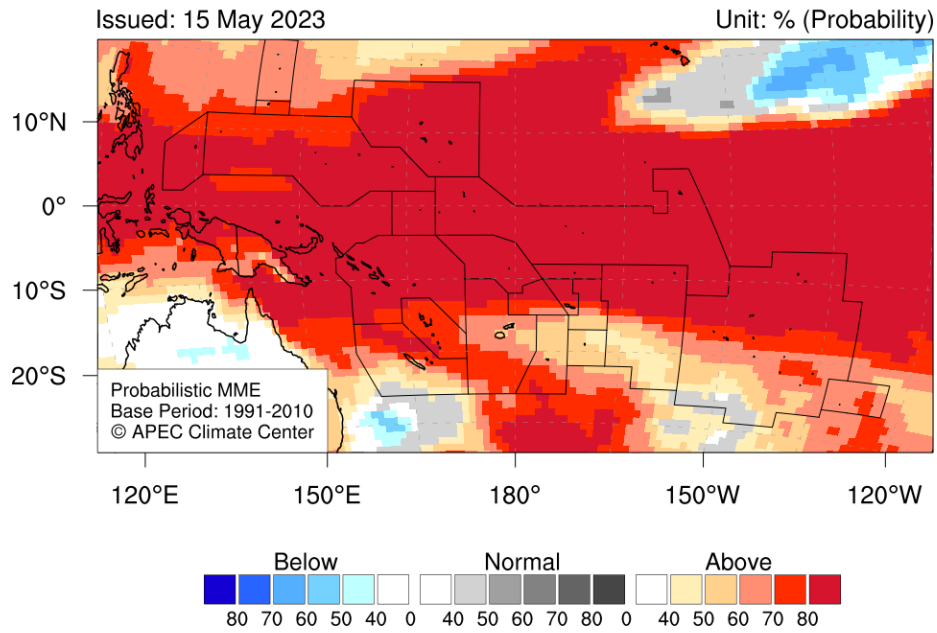 Issued: 15 May 2023 Unit: % (Probability)
10°N
0°
10°S
20°S
Probabilistic MME
Base Period: 1991-2010
© APEC Climate Center
120°E 150°E 180° 150°W 120°W
Below Normal Above
80 70 60 50 40 0 40 50 60 70 80 0 40 50 60 70 80